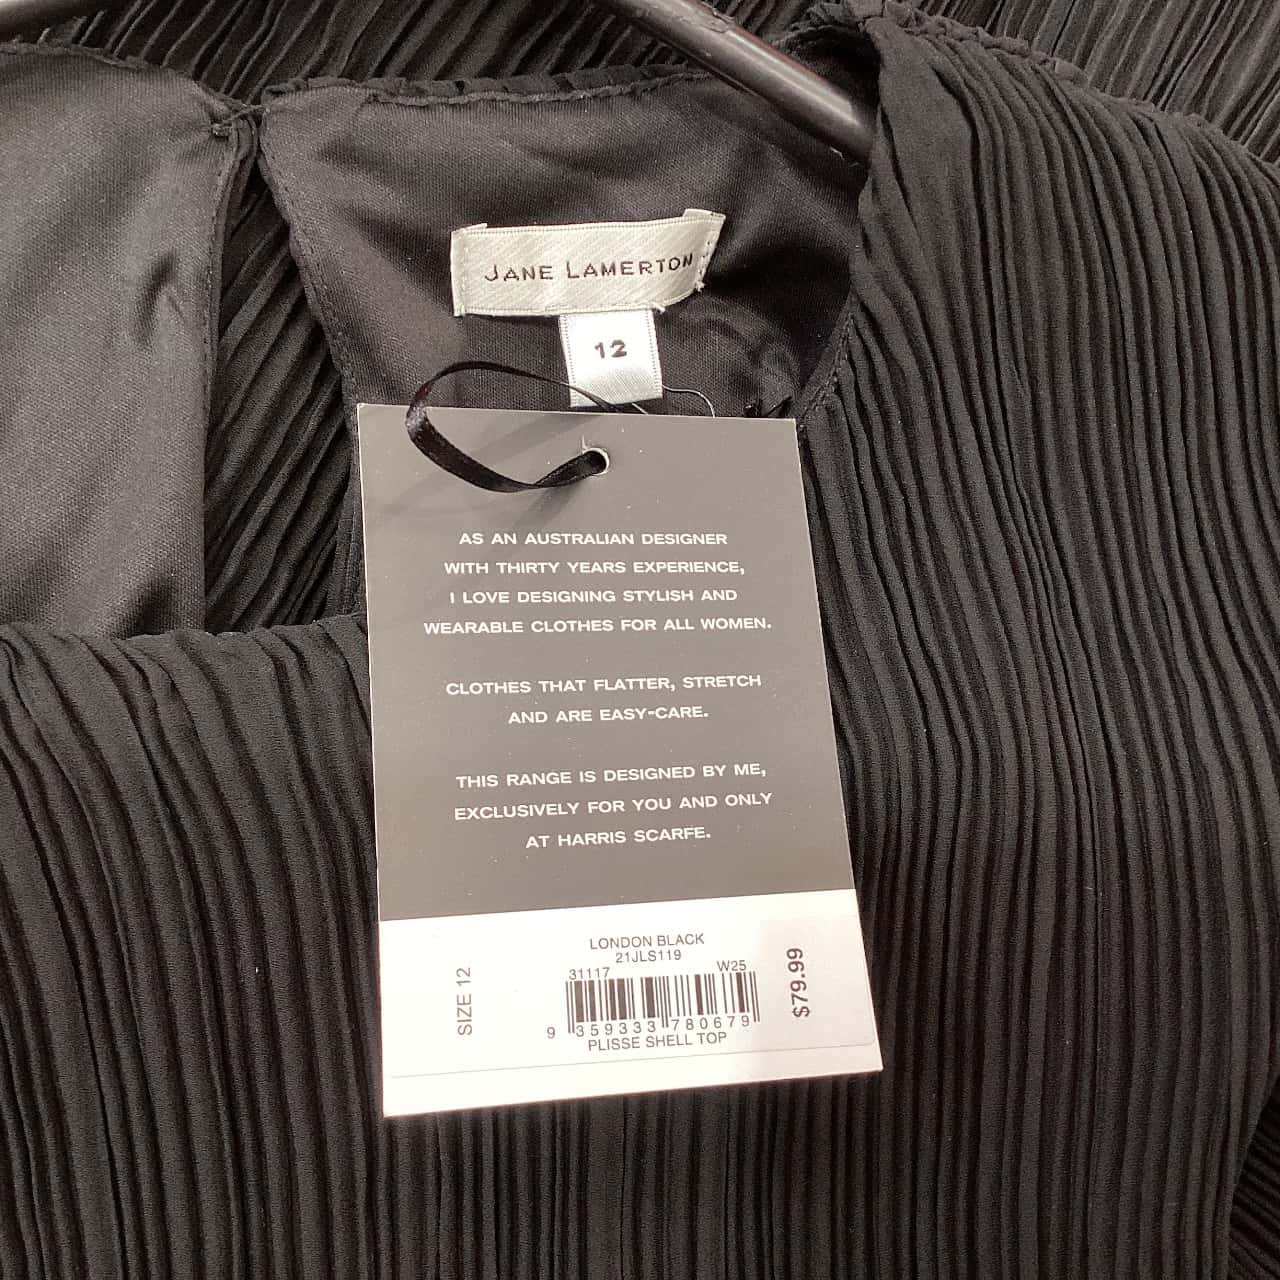 JANE LAMERTON
12
AS AN AUSTRALIAN DESIGNER
WITH THIRTY YEARS EXPERIENCE,
I LOVE DESIGNING STYLISH AND
WEARABLE CLOTHES FOR ALL WOMEN.
CLOTHES THAT FLATTER, STRETCH
AND ARE EASY-CARE.
THIS RANGE IS DESIGNED BY ME,
EXCLUSIVELY FOR YOU AND ONLY
AT HARRIS SCARFE.
SIZE 12
LONDON BLACK
21JLS119
31117 W25
9 359333 780679
PLISSE SHELL TOP
$79.99